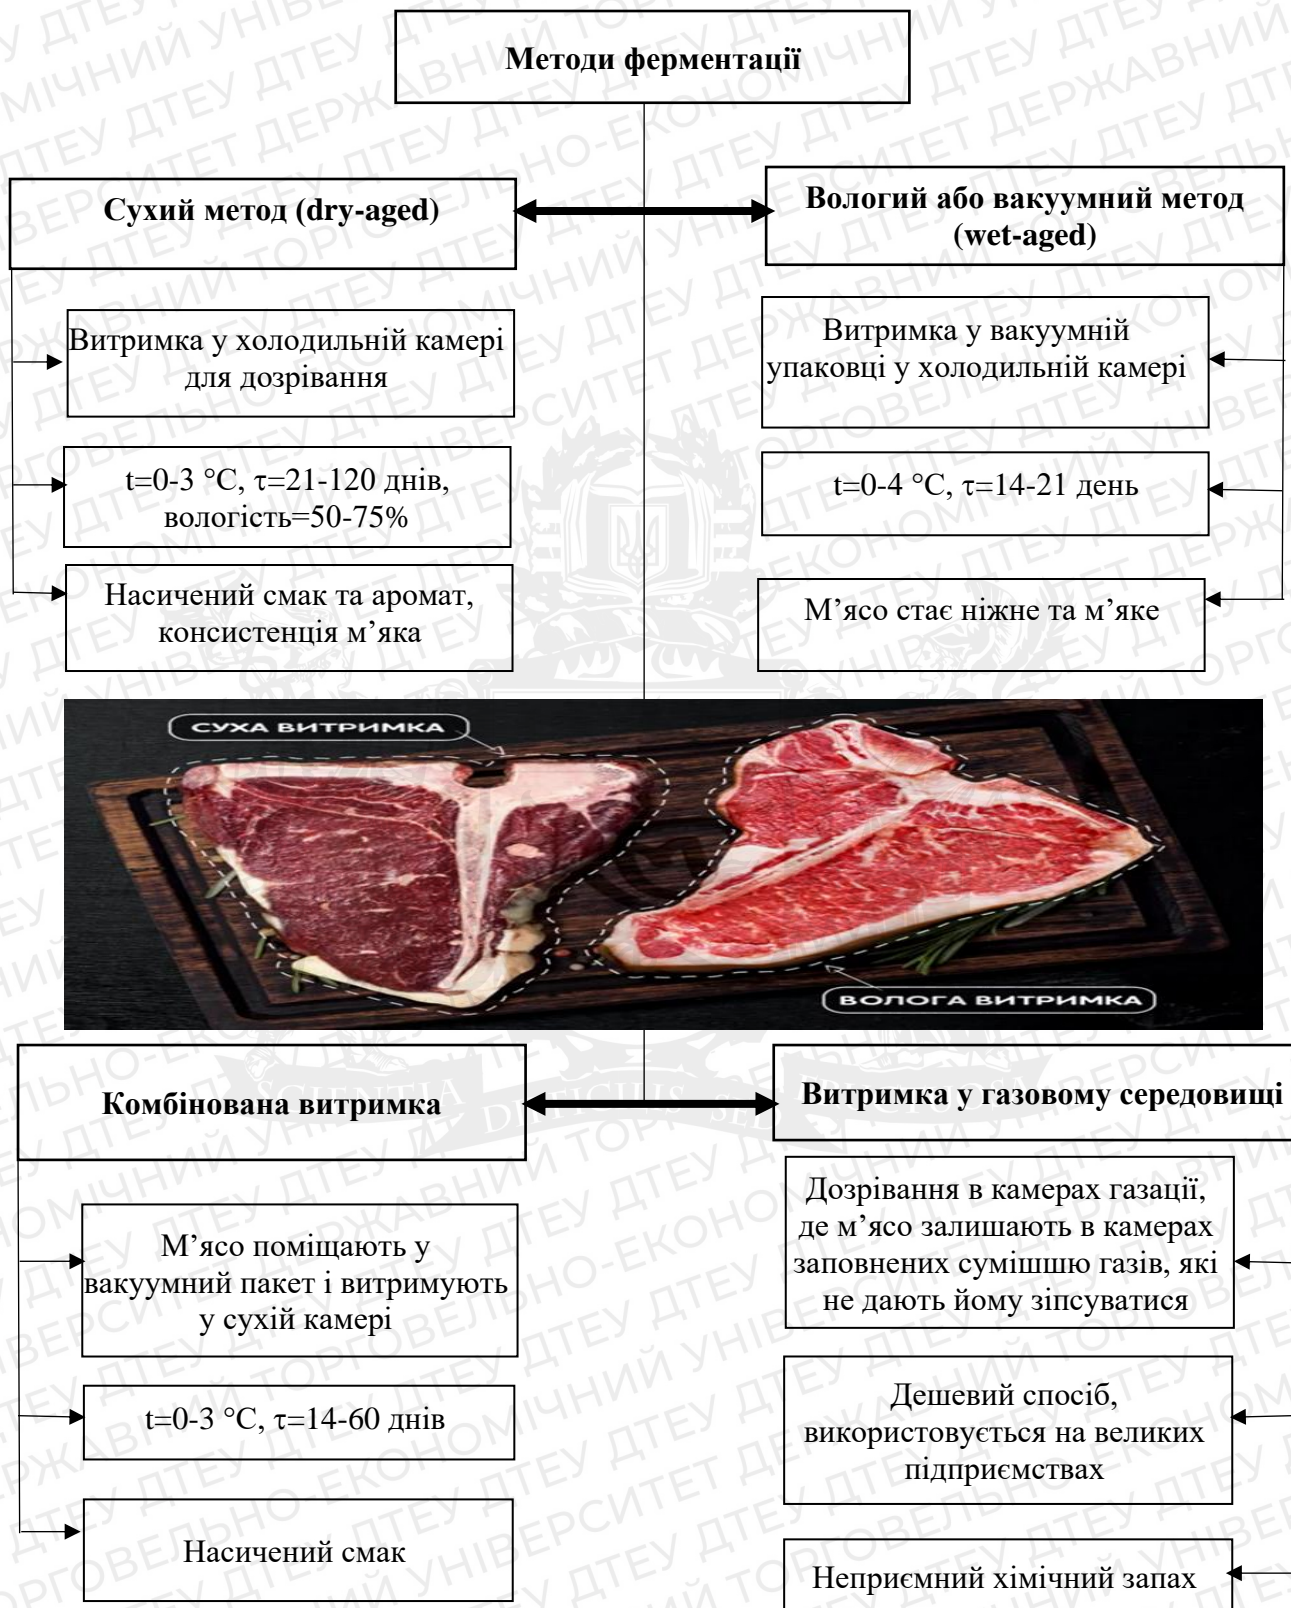 Методи ферментації
Сухий метод (dry-aged)
Вологий або вакуумний метод
(wet-aged)
Витримка у холодильній камері
для дозрівання
t=0-3 °C, τ=21-120 днів,
вологість=50-75%
Насичений смак та аромат,
консистенція м’яка
Витримка у вакуумній
упаковці у холодильній камері
t=0-4 °C, τ=14-21 день
М’ясо стає ніжне та м’яке
СУХА ВИТРИМКА
ВОЛОГА ВИТРИМКА
Комбінована витримка
Витримка у газовому середовищі
М’ясо поміщають у
вакуумний пакет і витримують
у сухій камері
t=0-3 °C, τ=14-60 днів
Насичений смак
Дозрівання в камерах газації,
де м’ясо залишають в камерах
заповнених сумішшю газів, які
не дають йому зіпсуватися
Дешевий спосіб,
використовується на великих
підприємствах
Неприємний хімічний запах